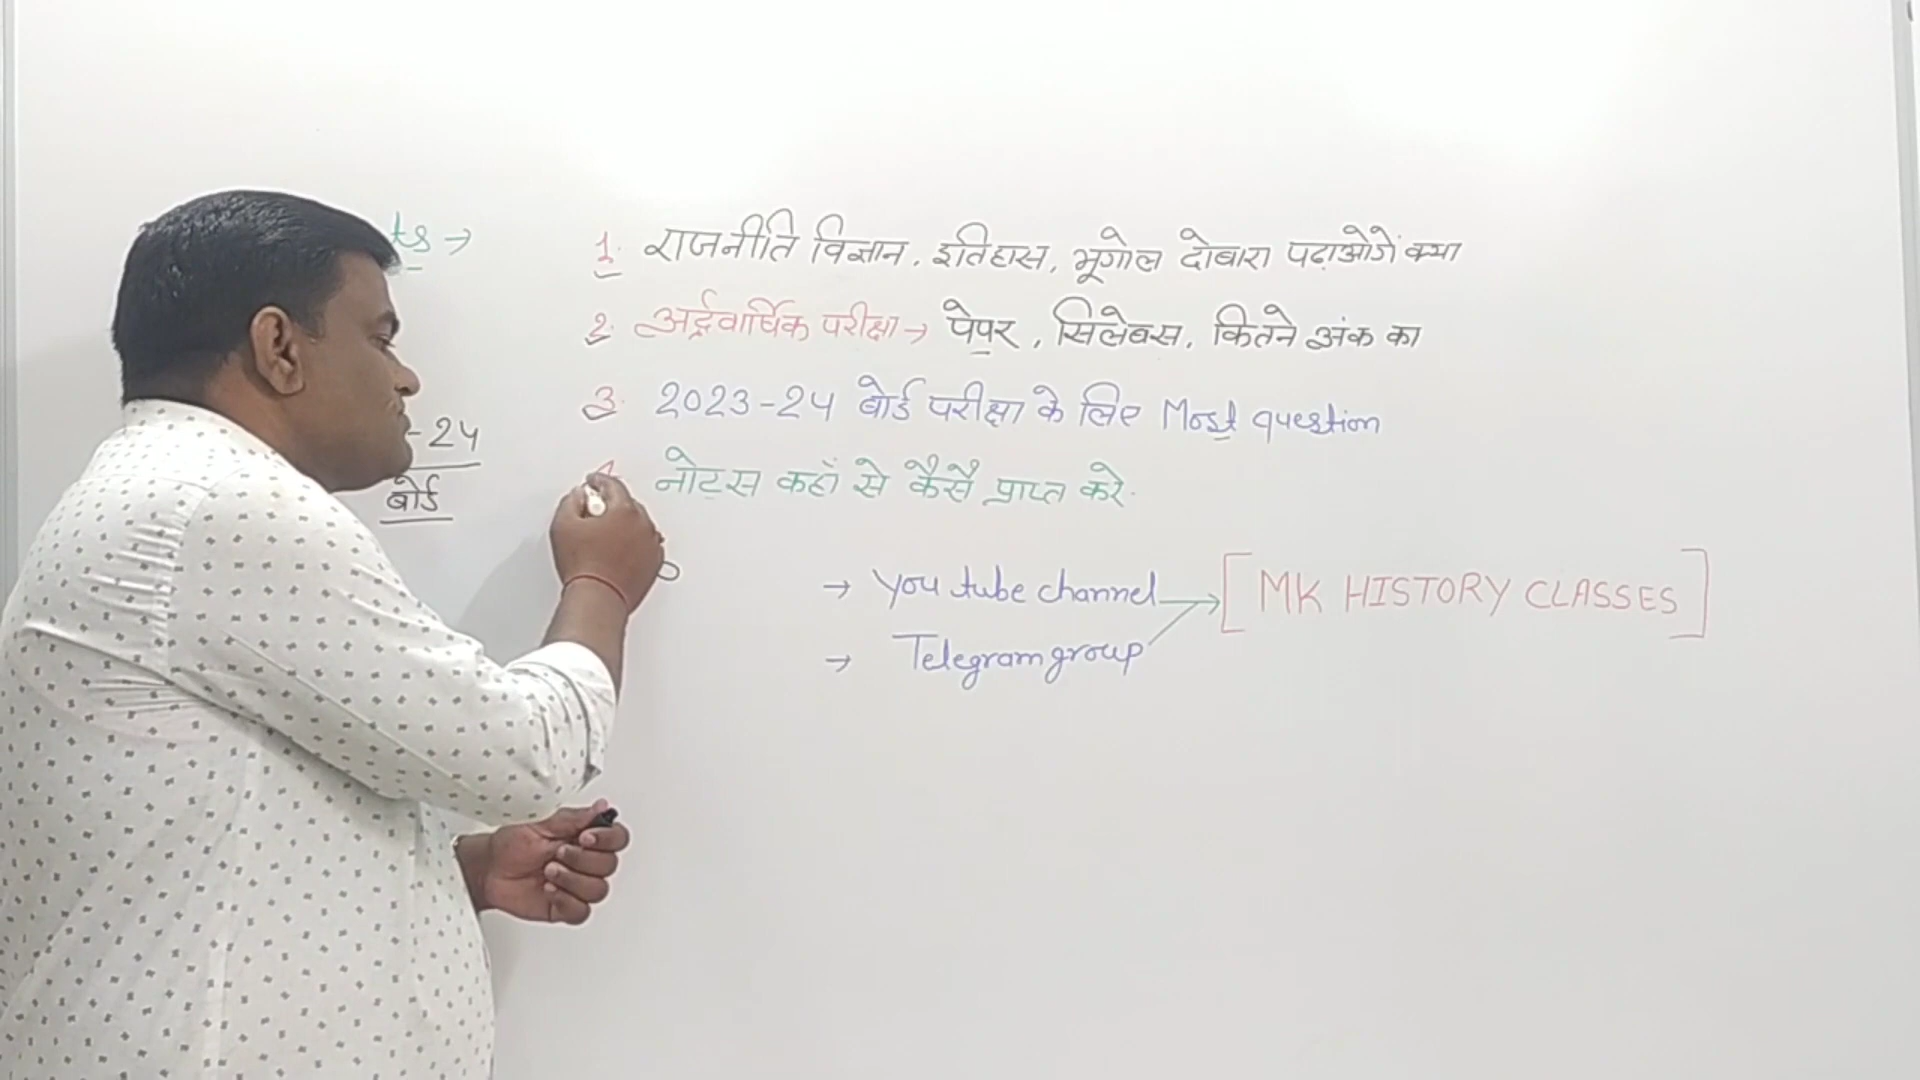 1. राजनीति विज्ञान, इतिहास, भूगोल दोबारा पढ़ाओगें क्या
2. अर्द्रवार्षिक परीक्षा → पेपर, सिलेबस, कितने अंक का
3. 2023-24 बोर्ड परीक्षा के लिए Most question
-24
बोर्ड
नोट्स कहाँ से कैसै प्राप्त करे.
→ You tube channel → [MK HISTORY CLASSES]
→ Telegram group